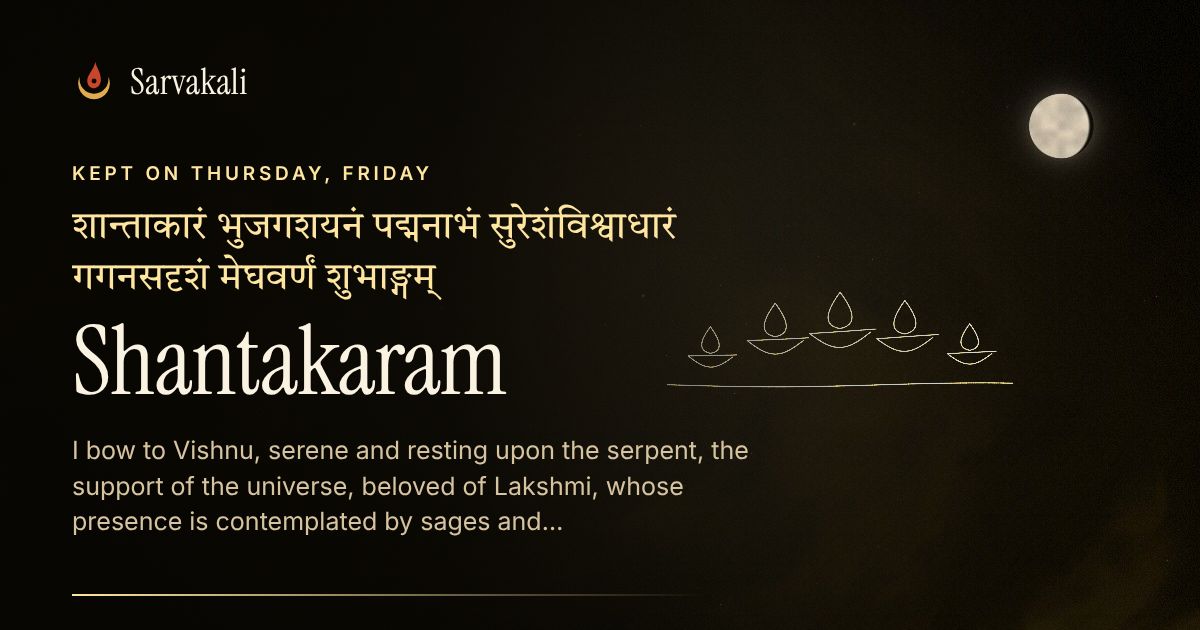 Sarvakali
KEPT ON THURSDAY, FRIDAY
शान्ताकारं भुजगशयनं पद्मनाभं सुरेशंविश्वाधारं
गगनसदृशं मेघवर्णं शुभाङ्गम्
Shantakaram
I bow to Vishnu, serene and resting upon the serpent, the
support of the universe, beloved of Lakshmi, whose
presence is contemplated by sages and...